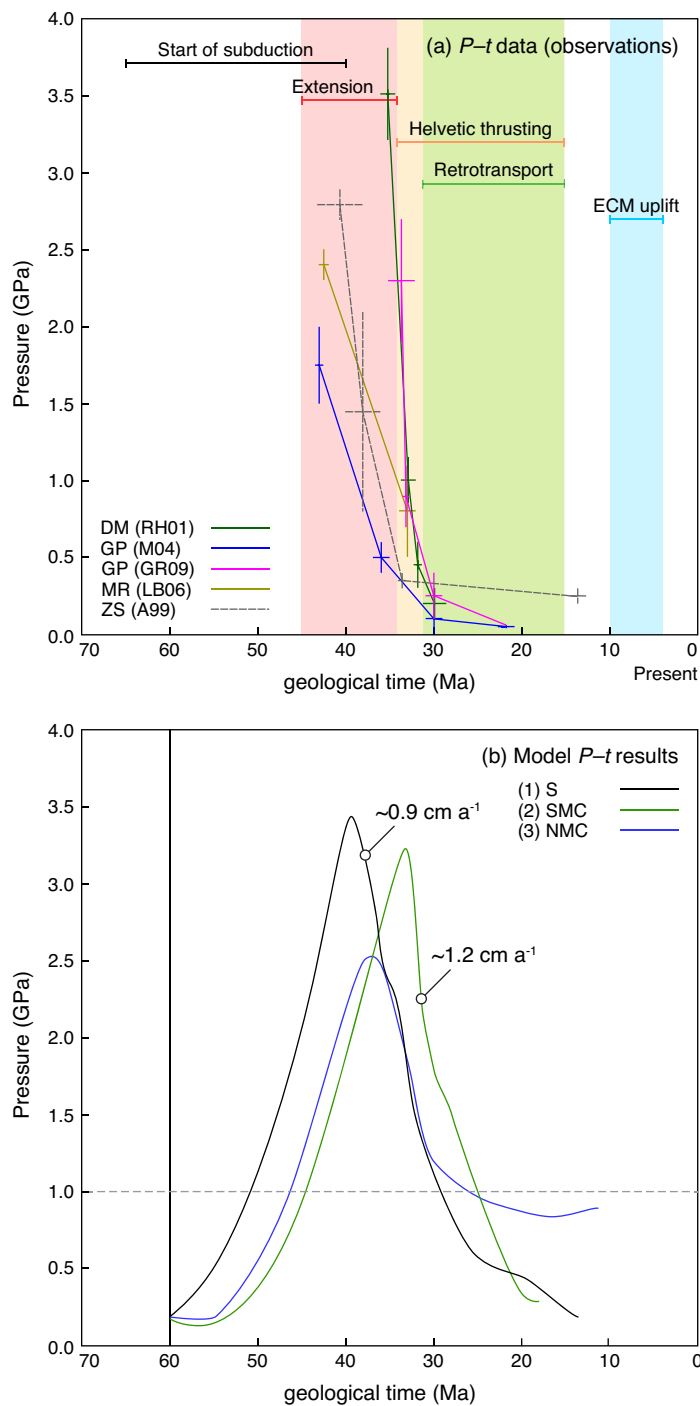 4.0
3.5
3.0
2.5
2.0
1.5
1.0
0.5
0.0
Pressure (GPa)
(a) P–t data (observations)
Start of subduction
Extension
Helvetic thrusting
Retrotransport
ECM uplift
DM (RH01)
GP (M04)
GP (GR09)
MR (LB06)
ZS (A99)
70 60 50 40 30 20 10 0
Present
geological time (Ma)
4.0
3.5
3.0
2.5
2.0
1.5
1.0
0.5
0.0
Pressure (GPa)
(b) Model P–t results
(1) S
(2) SMC
(3) NMC
~0.9 cm a-1
~1.2 cm a-1
70 60 50 40 30 20 10 0
geological time (Ma)